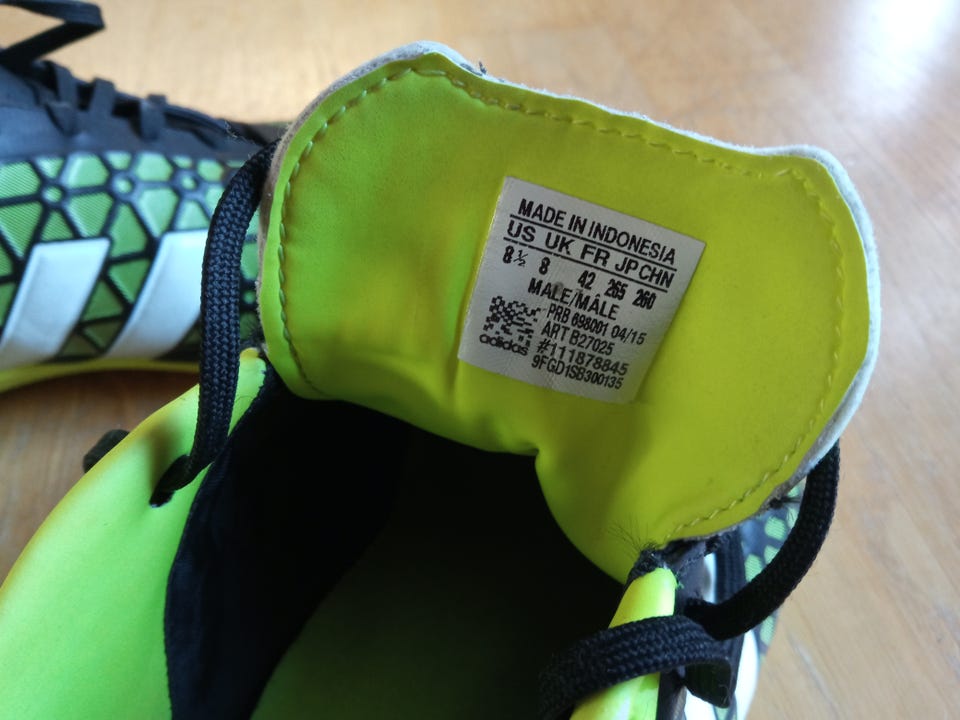 MADE IN INDONESIA
US UK FR JP CHN
8½ 8 42 265 260
MALE/MÂLE
PRB 698001 04/15
ART B27025
#111878845
adidas 9FGD1SB300135